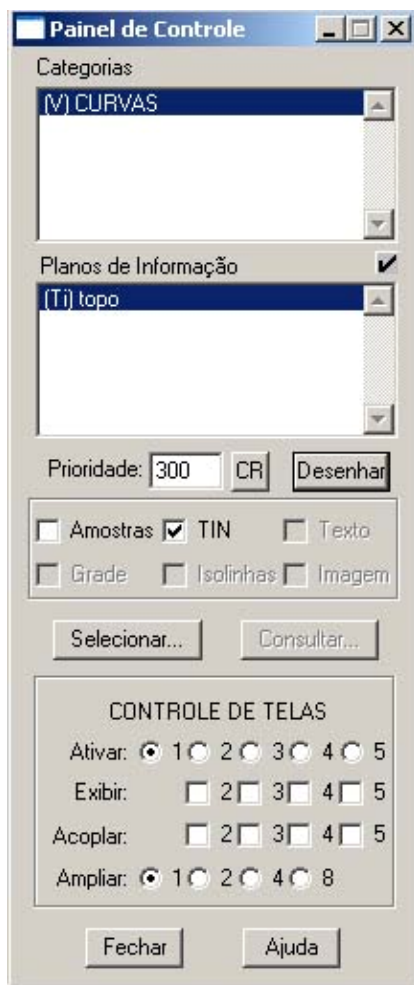 Painel de Controle
Categorias
(V) CURVAS
Planos de Informação
(Ti) topo
Prioridade: 300 CR Desenhar
Amostras TIN Texto
Grade Isolinhas Imagem
Selecionar... Consultar...
CONTROLE DE TELAS
Ativar: 1 2 3 4 5
Exibir: 2 3 4 5
Acoplar: 2 3 4 5
Ampliar: 1 2 4 8
Fechar Ajuda